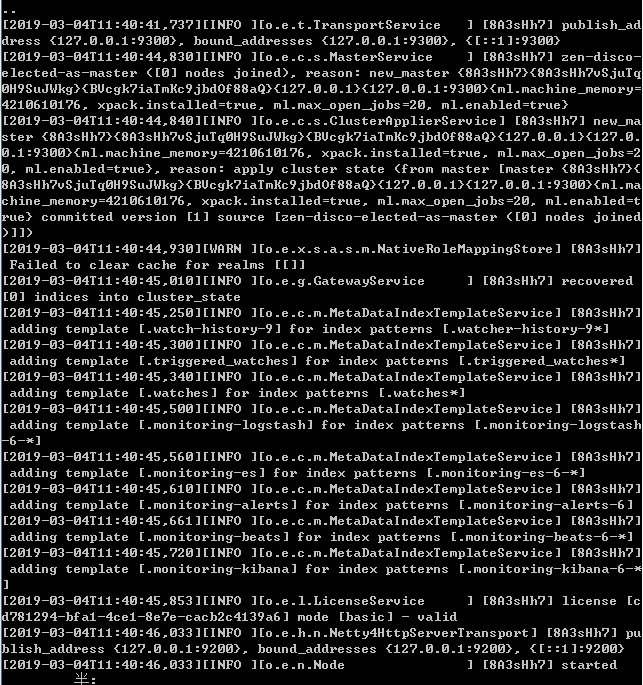 ..
[2019-03-04T11:40:41,737][INFO ][o.e.t.TransportService   ] [8A3sHh7] publish_ad
dress {127.0.0.1:9300}, bound_addresses {127.0.0.1:9300}, {[::1]:9300}
[2019-03-04T11:40:44,830][INFO ][o.e.c.s.MasterService    ] [8A3sHh7] zen-disco-
elected-as-master ([0] nodes joined), reason: new_master {8A3sHh7}{8A3sHh7vSjuTq
0H9SuJWkg}{BVcgk7iaTmKc9jbdOf88aQ}{127.0.0.1}{127.0.0.1:9300}{ml.machine_memory=
4210610176, xpack.installed=true, ml.max_open_jobs=20, ml.enabled=true}
[2019-03-04T11:40:44,840][INFO ][o.e.c.s.ClusterApplierService] [8A3sHh7] new_ma
ster {8A3sHh7}{8A3sHh7vSjuTq0H9SuJWkg}{BVcgk7iaTmKc9jbdOf88aQ}{127.0.0.1}{127.0.
0.1:9300}{ml.machine_memory=4210610176, xpack.installed=true, ml.max_open_jobs=2
0, ml.enabled=true}, reason: apply cluster state (from master [master {8A3sHh7}{
8A3sHh7vSjuTq0H9SuJWkg}{BVcgk7iaTmKc9jbdOf88aQ}{127.0.0.1}{127.0.0.1:9300}{ml.ma
chine_memory=4210610176, xpack.installed=true, ml.max_open_jobs=20, ml.enabled=t
rue} committed version [1] source [zen-disco-elected-as-master ([0] nodes joined
)]])
[2019-03-04T11:40:44,930][WARN ][o.e.x.s.a.s.m.NativeRoleMappingStore] [8A3sHh7]
 Failed to clear cache for realms [[]]
[2019-03-04T11:40:45,010][INFO ][o.e.g.GatewayService     ] [8A3sHh7] recovered
[0] indices into cluster_state
[2019-03-04T11:40:45,250][INFO ][o.e.c.m.MetaDataIndexTemplateService] [8A3sHh7]
 adding template [.watch-history-9] for index patterns [.watcher-history-9*]
[2019-03-04T11:40:45,300][INFO ][o.e.c.m.MetaDataIndexTemplateService] [8A3sHh7]
 adding template [.triggered_watches] for index patterns [.triggered_watches*]
[2019-03-04T11:40:45,340][INFO ][o.e.c.m.MetaDataIndexTemplateService] [8A3sHh7]
 adding template [.watches] for index patterns [.watches*]
[2019-03-04T11:40:45,500][INFO ][o.e.c.m.MetaDataIndexTemplateService] [8A3sHh7]
 adding template [.monitoring-logstash] for index patterns [.monitoring-logstash
-6-*]
[2019-03-04T11:40:45,560][INFO ][o.e.c.m.MetaDataIndexTemplateService] [8A3sHh7]
 adding template [.monitoring-es] for index patterns [.monitoring-es-6-*]
[2019-03-04T11:40:45,610][INFO ][o.e.c.m.MetaDataIndexTemplateService] [8A3sHh7]
 adding template [.monitoring-alerts] for index patterns [.monitoring-alerts-6]
[2019-03-04T11:40:45,661][INFO ][o.e.c.m.MetaDataIndexTemplateService] [8A3sHh7]
 adding template [.monitoring-beats] for index patterns [.monitoring-beats-6-*]
[2019-03-04T11:40:45,720][INFO ][o.e.c.m.MetaDataIndexTemplateService] [8A3sHh7]
 adding template [.monitoring-kibana] for index patterns [.monitoring-kibana-6-*
]
[2019-03-04T11:40:45,853][INFO ][o.e.l.LicenseService     ] [8A3sHh7] license [c
d781294-bfa1-4ce1-8e7e-cacb2c4139a6] mode [basic] - valid
[2019-03-04T11:40:46,033][INFO ][o.e.h.n.Netty4HttpServerTransport] [8A3sHh7] pu
blish_address {127.0.0.1:9200}, bound_addresses {127.0.0.1:9200}, {[::1]:9200}
[2019-03-04T11:40:46,033][INFO ][o.e.n.Node               ] [8A3sHh7] started
半: